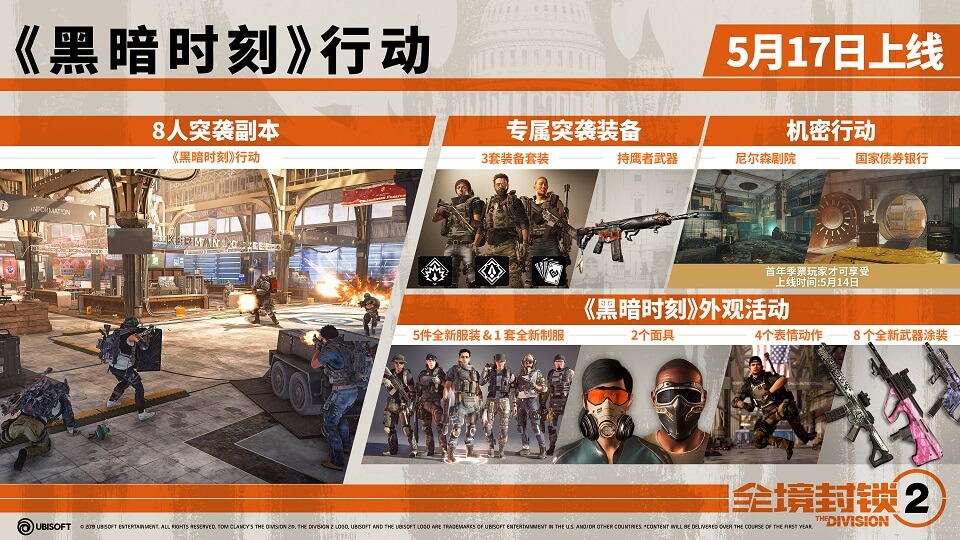 《黑暗时刻》行动
5月17日上线
8人突袭副本
《黑暗时刻》行动
专属突袭装备
3套装备套装
持鹰者武器
机密行动
尼尔森剧院
国家债券银行
首年季票玩家才可享受
上线时间:5月14日
《黑暗时刻》外观活动
5件全新服装 & 1 套全新制服
2个面具
4个表情动作
8 个全新武器涂装
INFORMATION
全境封锁
2
THE DIVISION
UBISOFT
© 2019 UBISOFT ENTERTAINMENT. ALL RIGHTS RESERVED. TOM CLANCY'S THE DIVISION 2, THE DIVISION 2 LOGO, UBISOFT AND THE UBISOFT LOGO ARE TRADEMARKS OF UBISOFT ENTERTAINMENT IN THE U.S. AND/OR OTHER COUNTRIES. *CONTENT WILL BE DELIVERED OVER THE COURSE OF THE FIRST YEAR.